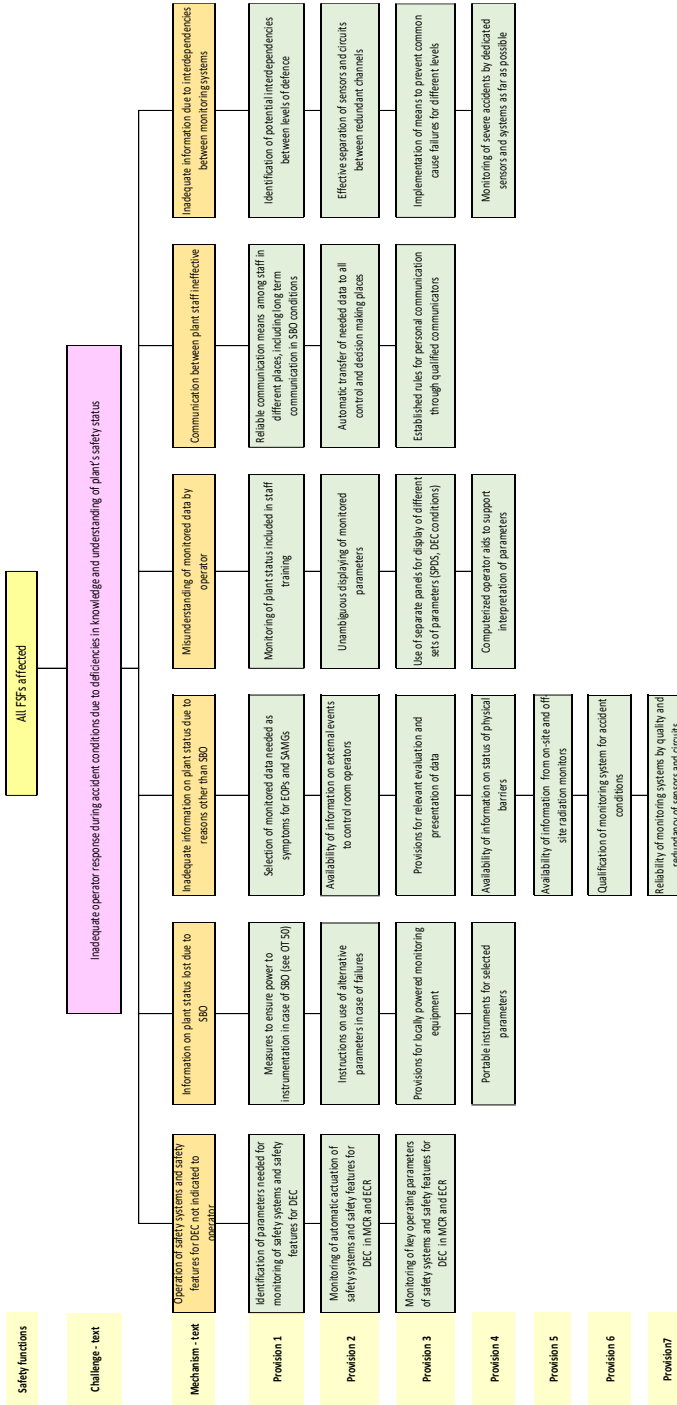 Safety functions
All FSFs affected
Challenge - text
Inadequate operator response during accident conditions due to deficiencies in knowledge and understanding of plant's safety status
Mechanism - text
Operation of safety systems and safety
features for DEC not indicated to
operator
Information on plant status lost due to
SBO
Inadequate information on plant status due to
reasons other than SBO
Misunderstanding of monitored data by
operator
Communication between plant staff ineffective
Inadequate information due to interdependencies
between monitoring systems
Provision 1
Identification of parameters needed for
monitoring of safety systems and safety
features for DEC
Measures to ensure power to
instrumentation in case of SBO (see OT 50)
Selection of monitored data needed as
symptoms for EOPs and SAMGs
Monitoring of plant status included in staff
training
Reliable communication means among staff in
different places, including long term
communication in SBO conditions
Identification of potential interdependencies
between levels of defence
Provision 2
Monitoring of automatic actuation of
safety systems and safety features for
DEC in MCR and ECR
Instructions on use of alternative
parameters in case of failures
Availability of information on external events
to control room operators
Unambiguous displaying of monitored
parameters
Automatic transfer of needed data to all
control and decision making places
Effective separation of sensors and circuits
between redundant channels
Provision 3
Monitoring of key operating parameters
of safety systems and safety features for
DEC in MCR and ECR
Provisions for locally powered monitoring
equipment
Provisions for relevant evaluation and
presentation of data
Use of separate panels for display of different
sets of parameters (SPDS, DEC conditions)
Established rules for personal communication
through qualified communicators
Implementation of means to prevent common
cause failures for different levels
Provision 4
Portable instruments for selected
parameters
Availability of information on status of physical
barriers
Computerized operator aids to support
interpretation of parameters
Monitoring of severe accidents by dedicated
sensors and systems as far as possible
Provision 5
Availability of information from on-site and off-
site radiation monitors
Provision 6
Qualification of monitoring system for accident
conditions
Provision7
Reliability of monitoring systems by quality and
redundancy of sensors and circuits